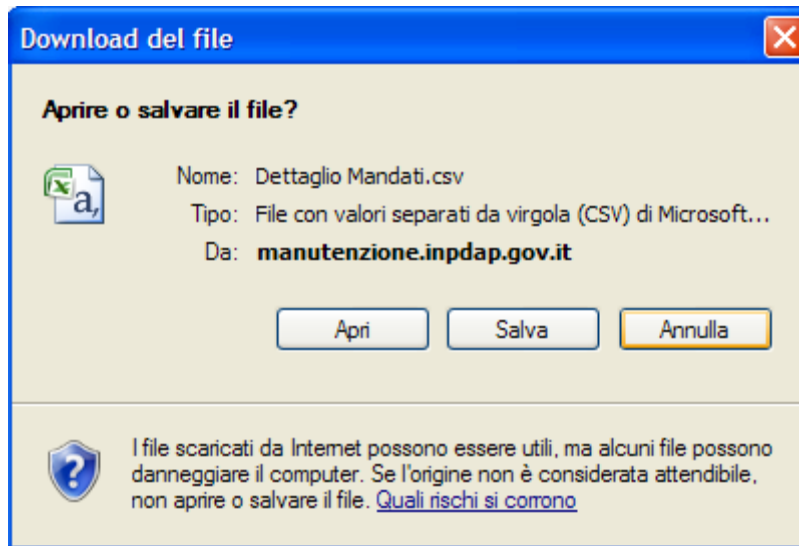 Download del file
Aprire o salvare il file?
Nome: Dettaglio Mandati.csv
Tipo: File con valori separati da virgola (CSV) di Microsoft...
Da: manutenzione.inpdap.gov.it
Apri Salva Annulla
I file scaricati da Internet possono essere utili, ma alcuni file possono
danneggiare il computer. Se l'origine non è considerata attendibile,
non aprire o salvare il file. Quali rischi si corrono